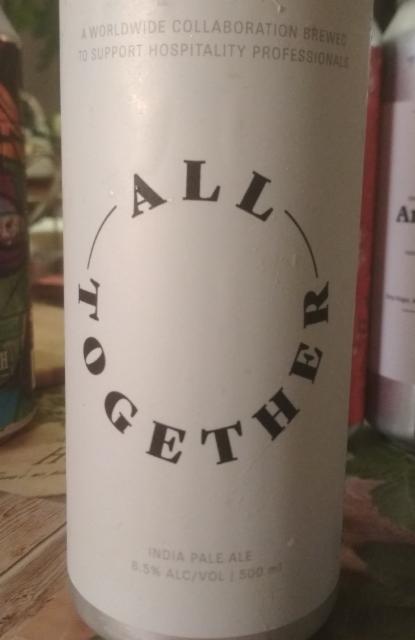 A WORLDWIDE COLLABORATION BREWED
TO SUPPORT HOSPITALITY PROFESSIONALS
ALL
TOGETHER
INDIA PALE ALE
6.5% ALC/VOL | 500 ml